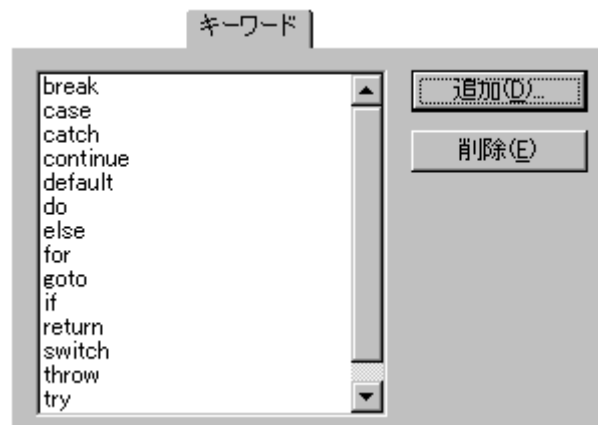 キーワード
break
case
catch
continue
default
do
else
for
goto
if
return
switch
throw
try
追加(D)...
削除(E)